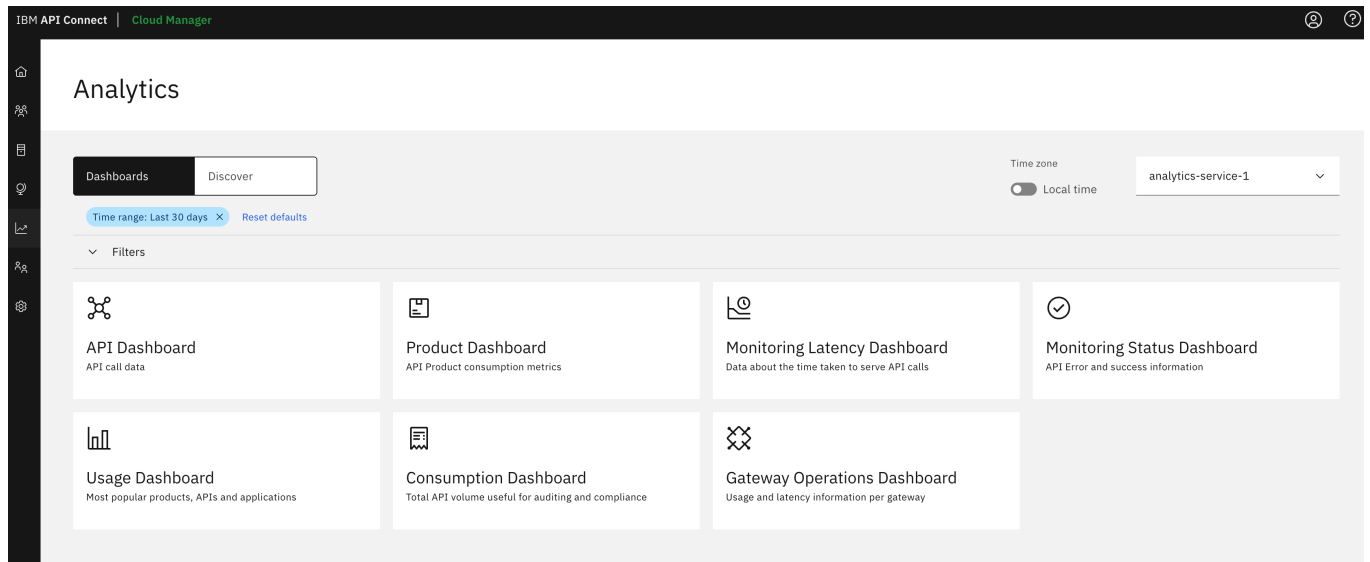 IBM API Connect | Cloud Manager
Analytics
Dashboards
Discover
Time zone
Local time
analytics-service-1
Time range: Last 30 days
Reset defaults
Filters
API Dashboard
API call data
Product Dashboard
API Product consumption metrics
Monitoring Latency Dashboard
Data about the time taken to serve API calls
Monitoring Status Dashboard
API Error and success information
Usage Dashboard
Most popular products, APIs and applications
Consumption Dashboard
Total API volume useful for auditing and compliance
Gateway Operations Dashboard
Usage and latency information per gateway